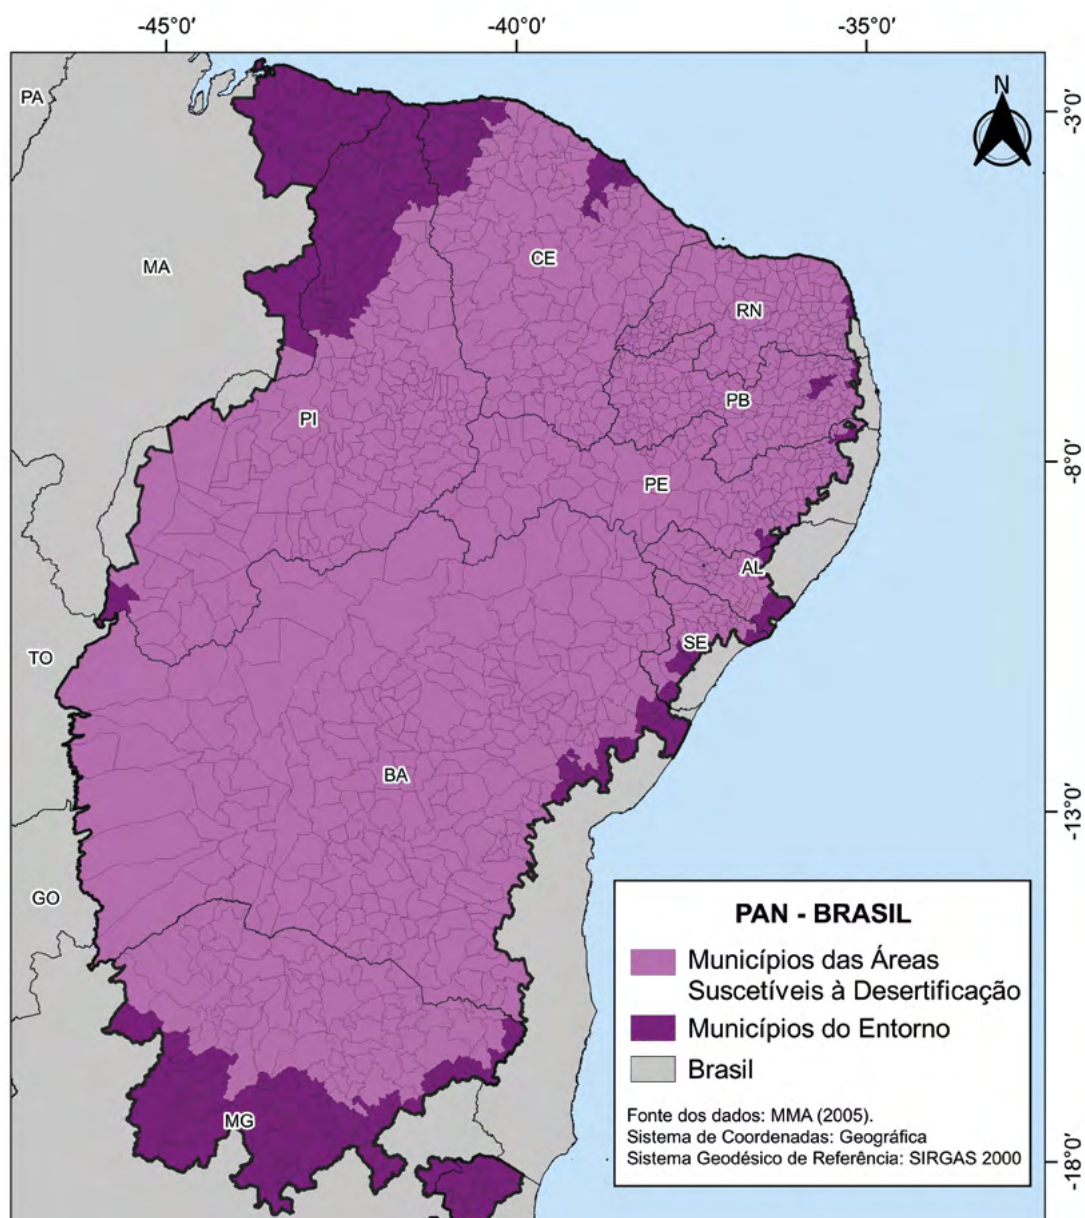 -45°0'
-40°0'
-35°0'
PA
N
-3°0'
MA
CE
RN
PB
PI
-8°0'
PE
AL
SE
TO
BA
-13°0'
GO
PAN - BRASIL
Municípios das Áreas
Suscetíveis à Desertificação
Municípios do Entorno
Brasil
Fonte dos dados: MMA (2005).
Sistema de Coordenadas: Geográfica
Sistema Geodésico de Referência: SIRGAS 2000
MG
-18°0'